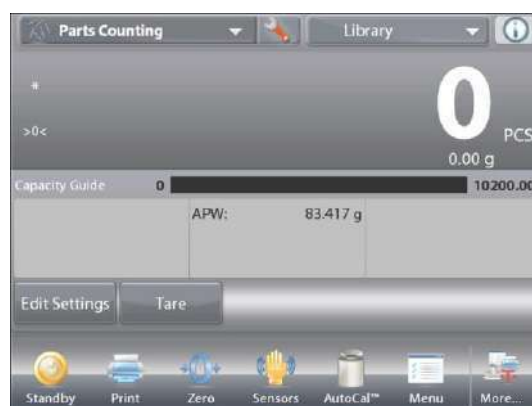 Parts Counting
Library
*
>0<
0 PCS
0.00 g
Capacity Guide 0 10200.00
APW: 83.417 g
Edit Settings
Tare
Standby Print Zero Sensors AutoCal™ Menu More...